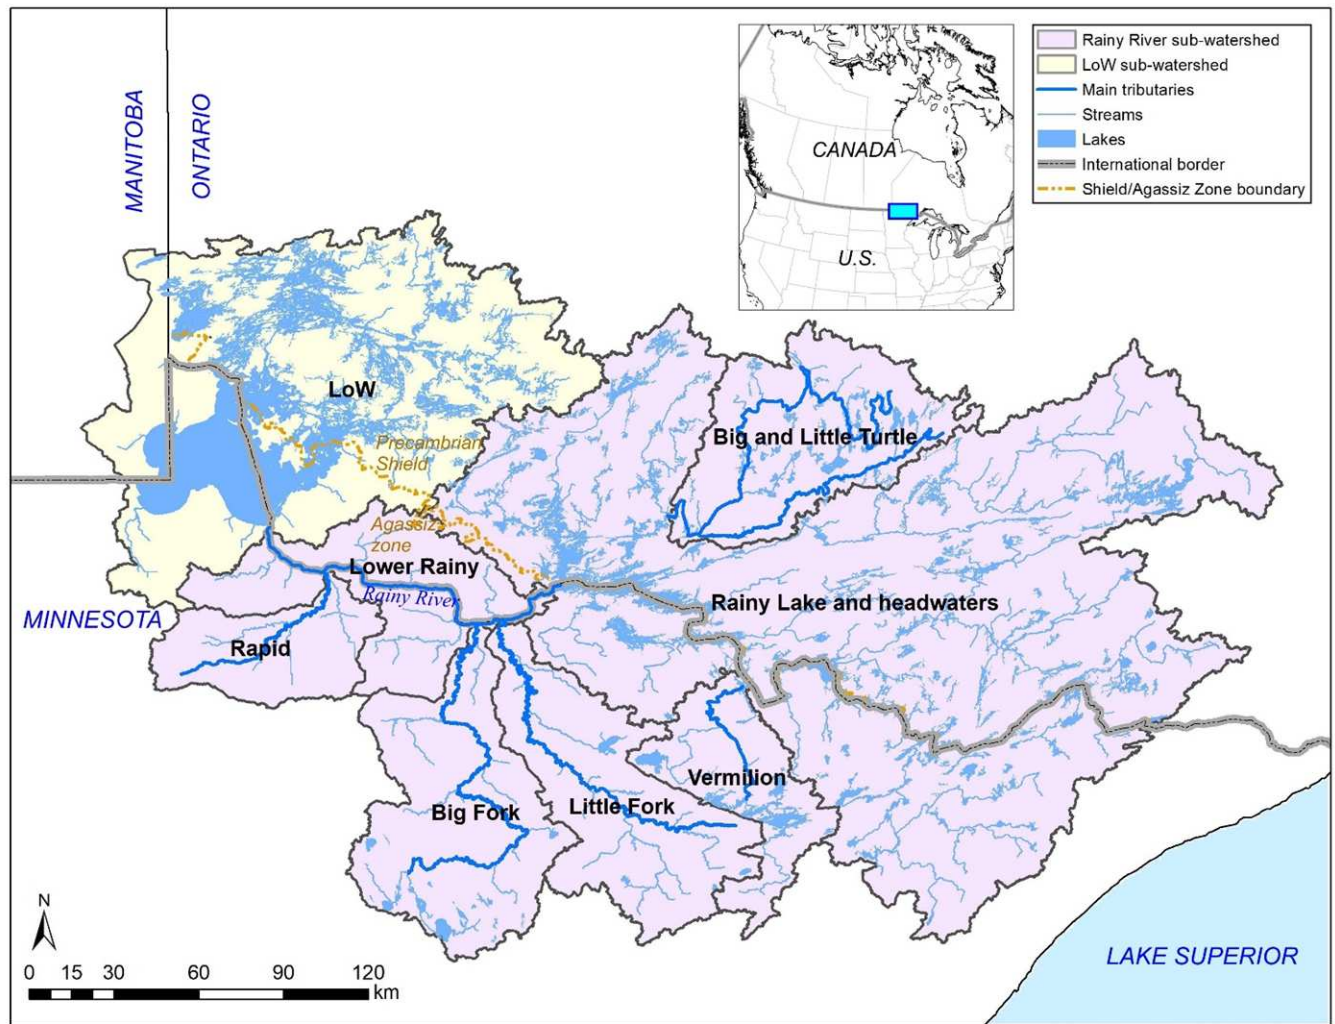 MANITOBA
ONTARIO
CANADA
U.S.
Rainy River sub-watershed
LoW sub-watershed
Main tributaries
Streams
Lakes
International border
Shield/Agassiz Zone boundary
LoW
Precambrian
Shield
Big and Little Turtle
Agassiz
zone
Lower Rainy
Rainy River
Rainy Lake and headwaters
MINNESOTA
Rapid
Vermilion
Big Fork
Little Fork
N
0 15 30 60 90 120
km
LAKE SUPERIOR